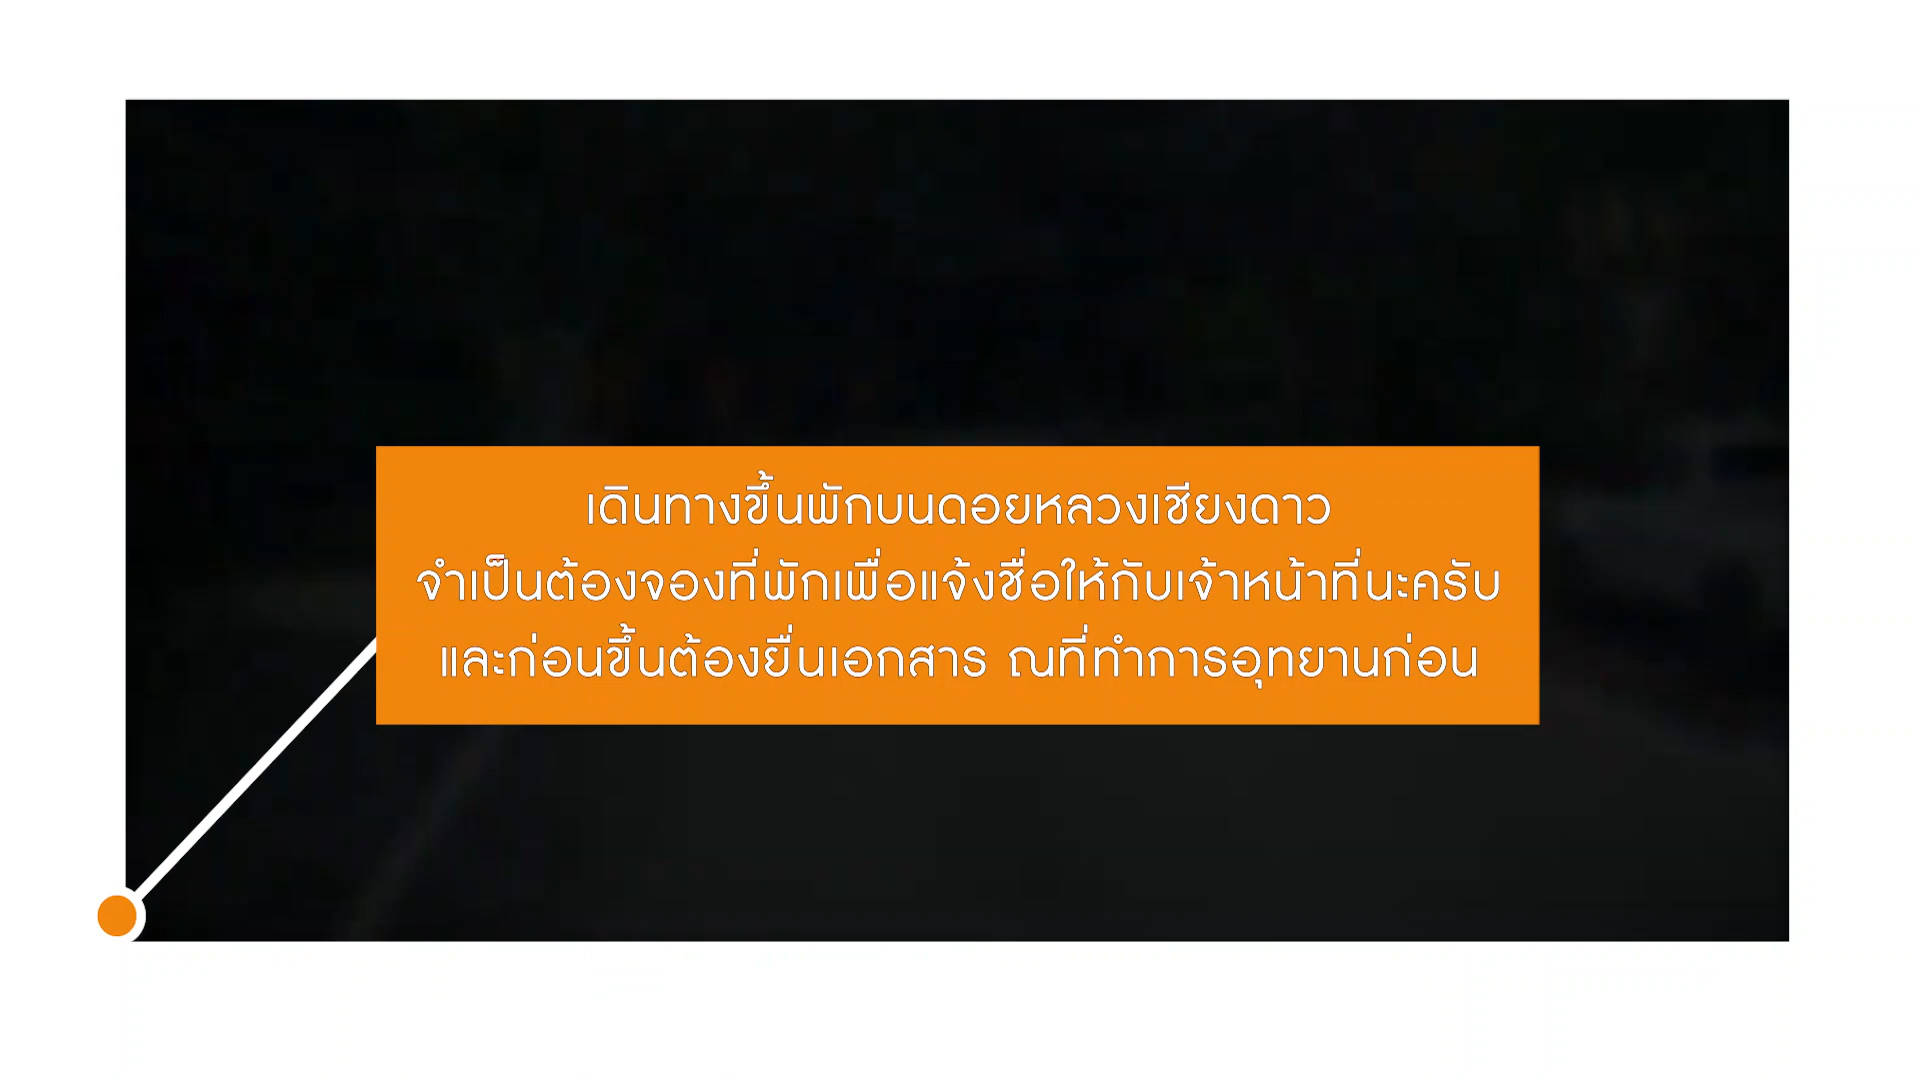 เดินทางขึ้นพักบนดอยหลวงเชียงดาว
จำเป็นต้องจองที่พักเพื่อแจ้งชื่อให้กับเจ้าหน้าที่นะครับ
และก่อนขึ้นต้องยื่นเอกสาร ณที่ทำการอุทยานก่อน